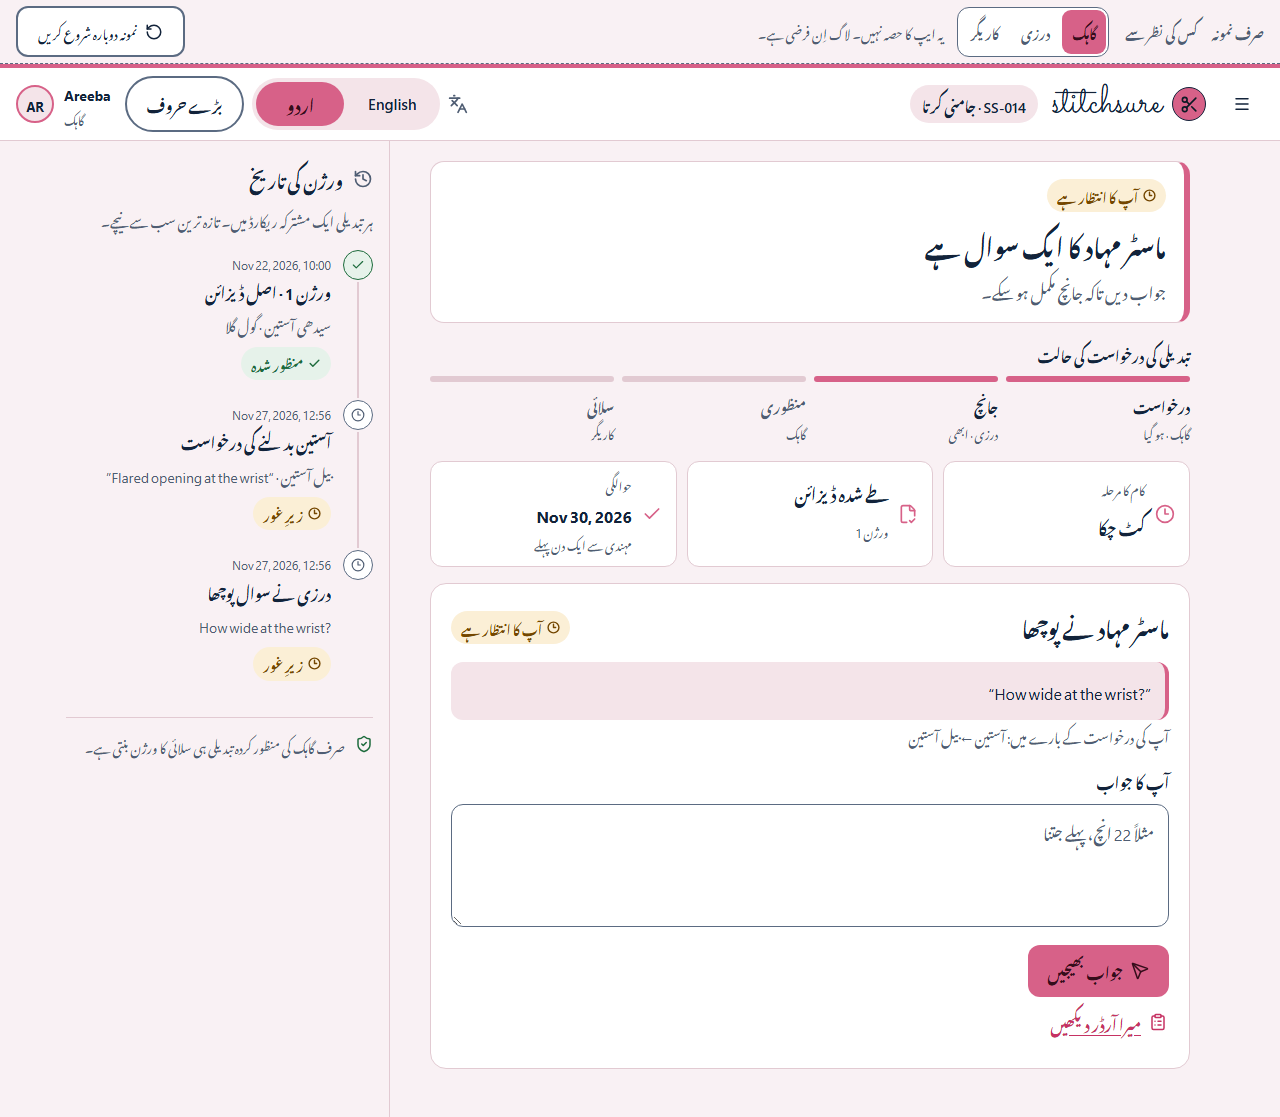 صرف نمونہ
کس کی نظر سے
گاہک
درزی
کاریگر
یہ ایپ کا حصہ نہیں۔ لاگ اِن فرضی ہے۔
نمونہ دوبارہ شروع کریں
stitchsure
SS-014 · جامنی کُرتا
English
اردو
بڑے حروف
Areeba
گاہک
AR
آپ کا انتظار ہے
ماسٹر مہاد کا ایک سوال ہے
جواب دیں تاکہ جانچ مکمل ہو سکے۔
تبدیلی کی درخواست کی حالت
درخواست
گاہک · ہو گیا
جانچ
درزی · ابھی
منظوری
گاہک
سلائی
کاریگر
کام کا مرحلہ
کٹ چکا
طے شدہ ڈیزائن
ورژن 1
حوالگی
Nov 30, 2026
مہندی سے ایک دن پہلے
ماسٹر مہاد نے پوچھا
آپ کا انتظار ہے
“How wide at the wrist?”
آپ کی درخواست کے بارے میں: آستین ← بیل آستین
آپ کا جواب
مثلاً 22 انچ، پہلے جتنا
جواب بھیجیں
میرا آرڈر دیکھیں
ورژن کی تاریخ
ہر تبدیلی ایک مشترکہ ریکارڈ میں۔ تازہ ترین سب سے نیچے۔
Nov 22, 2026, 10:00
ورژن 1 · اصل ڈیزائن
سیدھی آستین · گول گلا
منظور شدہ
Nov 27, 2026, 12:56
آستین بدلنے کی درخواست
بیل آستین · “Flared opening at the wrist”
زیرِ غور
Nov 27, 2026, 12:56
درزی نے سوال پوچھا
How wide at the wrist?
زیرِ غور
صرف گاہک کی منظور کردہ تبدیلی ہی سلائی کا ورژن بنتی ہے۔